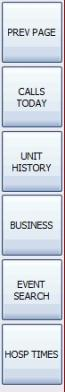 PREV PAGE
CALLS
TODAY
UNIT
HISTORY
BUSINESS
EVENT
SEARCH
HOSP TIMES